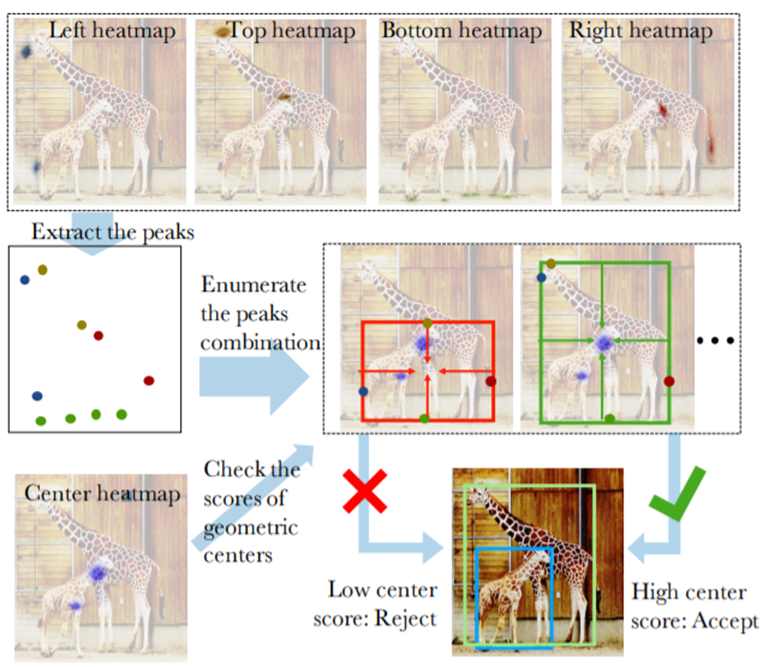 Left heatmap
Top heatmap
Bottom heatmap
Right heatmap
Extract the peaks
Enumerate
the peaks
combination
Center heatmap
Check the
scores of
geometric
centers
Low center
score: Reject
High center
score: Accept